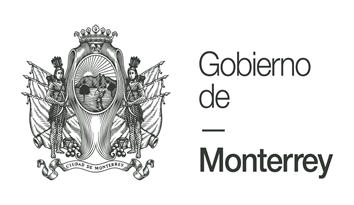 Gobierno
de
—
Monterrey
CIUDAD DE MONTERREY